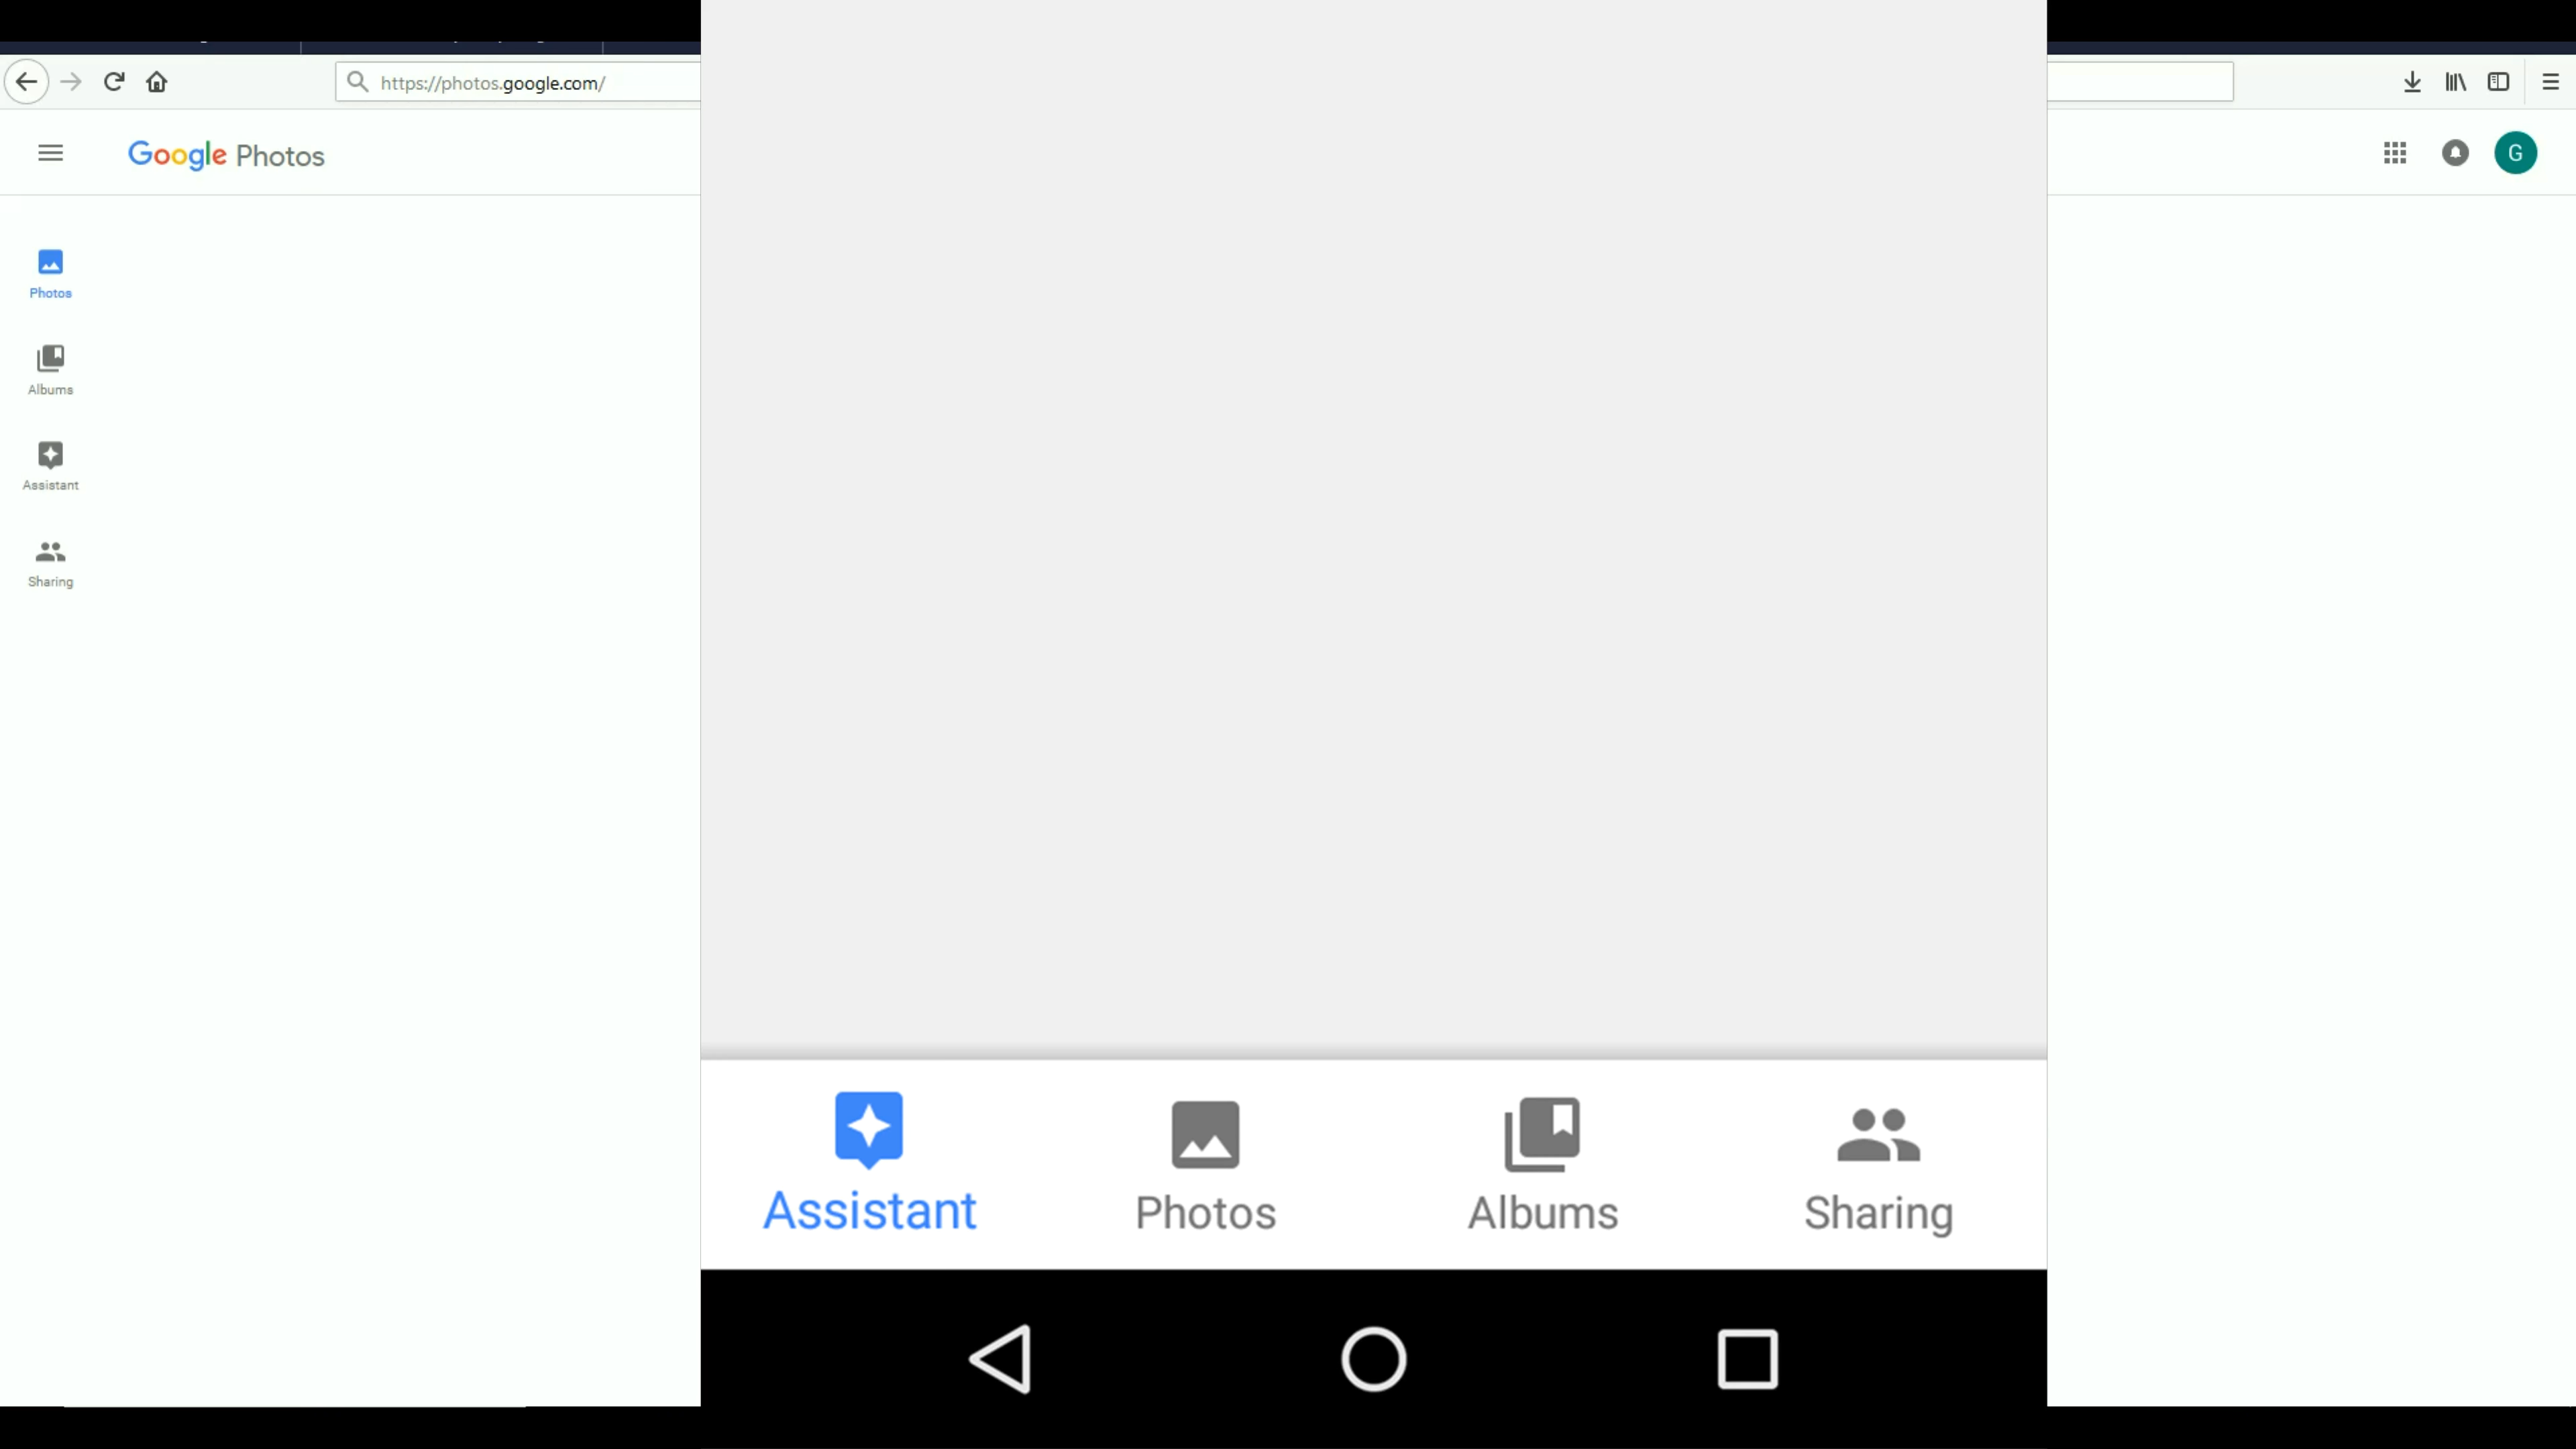 https://photos.google.com/
Google Photos
G
Photos
Albums
Assistant
Sharing
Assistant Photos Albums Sharing